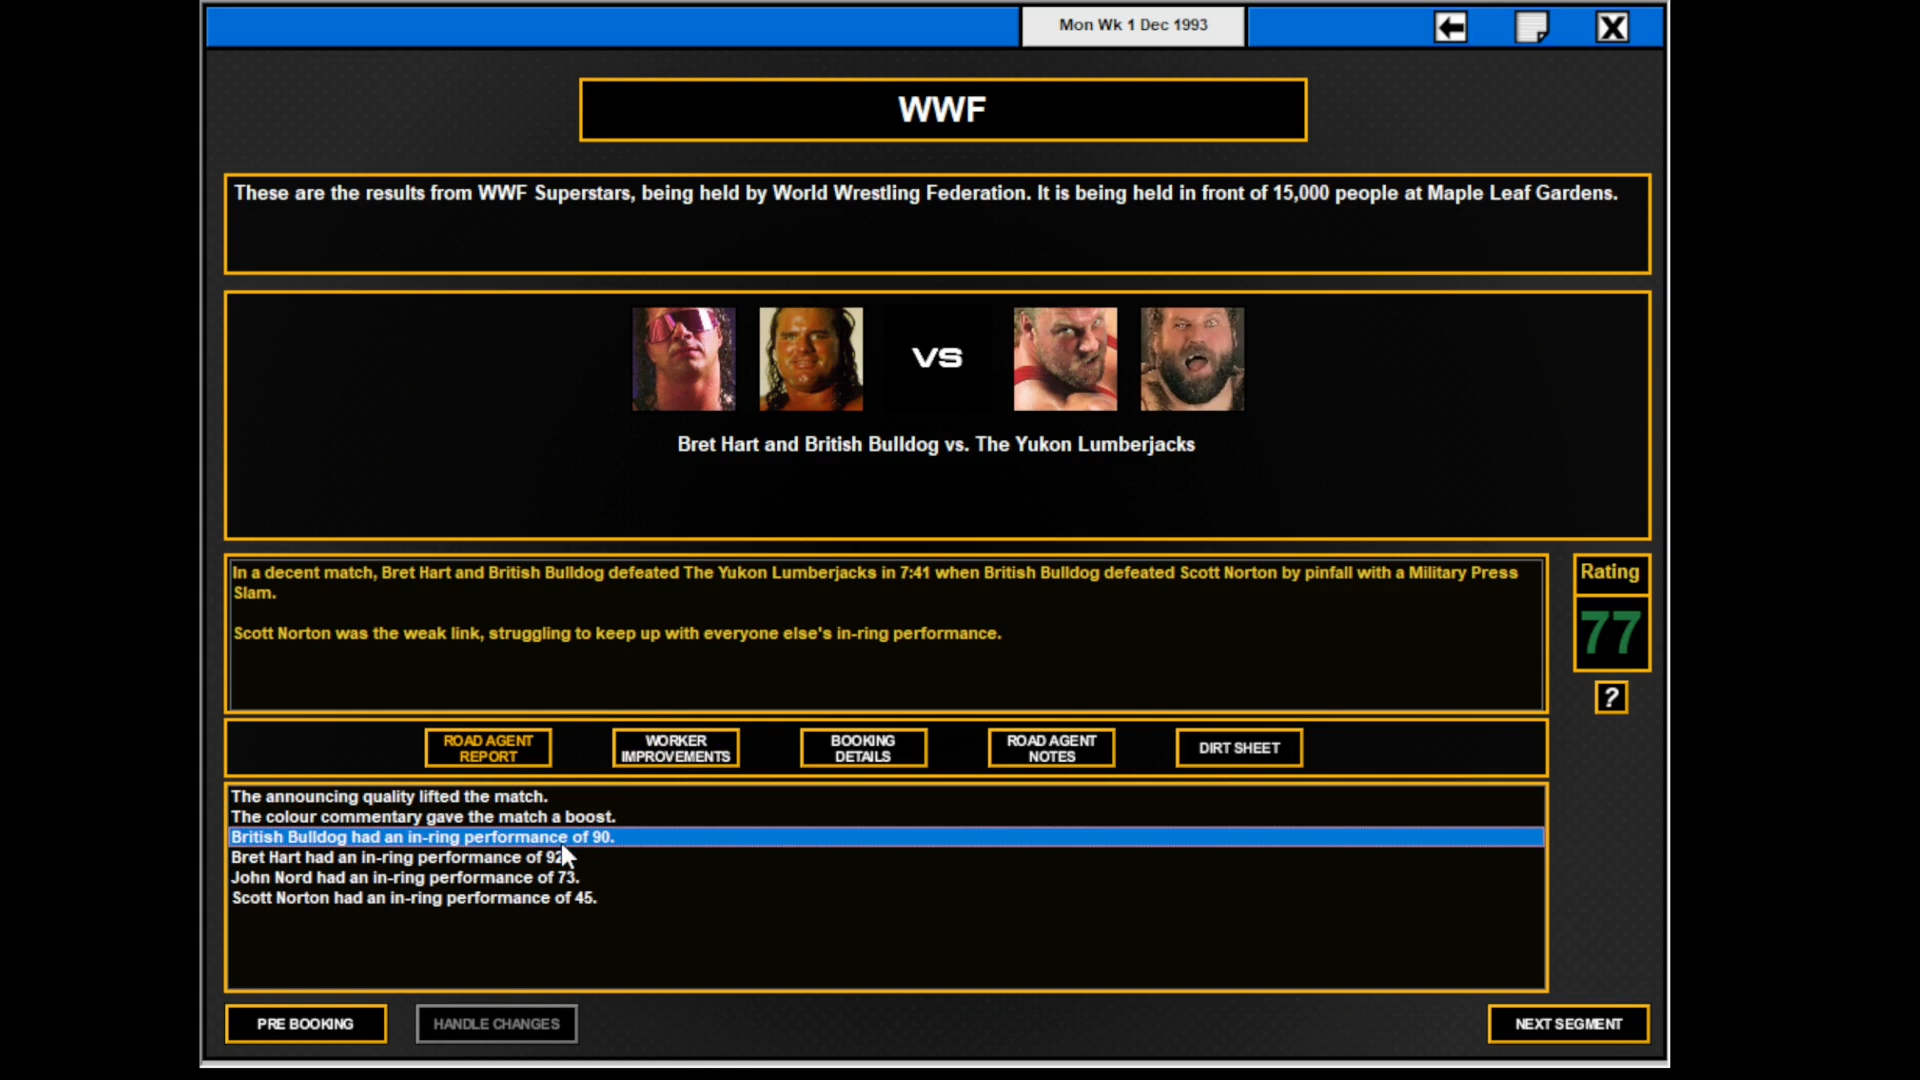 Mon Wk 1 Dec 1993
WWF
These are the results from WWF Superstars, being held by World Wrestling Federation. It is being held in front of 15,000 people at Maple Leaf Gardens.
VS
Bret Hart and British Bulldog vs. The Yukon Lumberjacks
In a decent match, Bret Hart and British Bulldog defeated The Yukon Lumberjacks in 7:41 when British Bulldog defeated Scott Norton by pinfall with a Military Press
Slam.
Scott Norton was the weak link, struggling to keep up with everyone else's in-ring performance.
Rating
77
?
ROAD AGENT
REPORT
WORKER
IMPROVEMENTS
BOOKING
DETAILS
ROAD AGENT
NOTES
DIRT SHEET
The announcing quality lifted the match.
The colour commentary gave the match a boost.
British Bulldog had an in-ring performance of 90.
Bret Hart had an in-ring performance of 92
John Nord had an in-ring performance of 73.
Scott Norton had an in-ring performance of 45.
PRE BOOKING
HANDLE CHANGES
NEXT SEGMENT